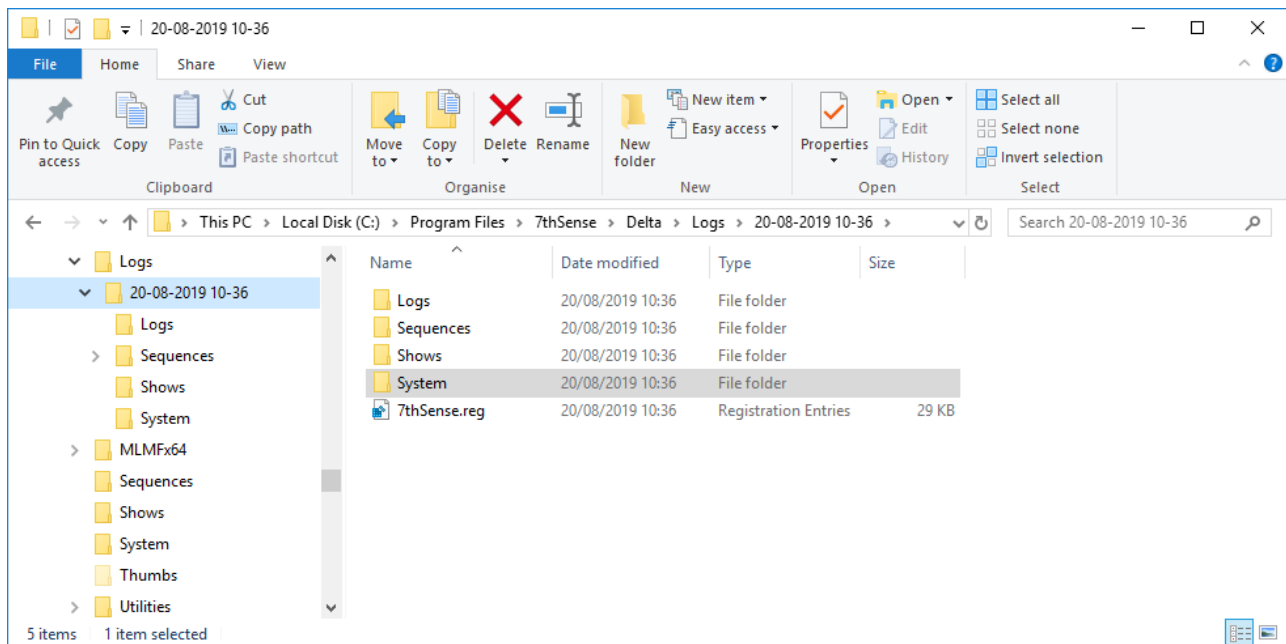 20-08-2019 10-36
File Home Share View
Pin to Quick access
Copy
Paste
Cut
Copy path
Paste shortcut
Clipboard
Move to
Copy to
Delete
Rename
Organise
New folder
New item
Easy access
New
Properties
Open
Edit
History
Open
Select all
Select none
Invert selection
Select
This PC > Local Disk (C:) > Program Files > 7thSense > Delta > Logs > 20-08-2019 10-36 >
Search 20-08-2019 10-36
Logs
20-08-2019 10-36
Logs
Sequences
Shows
System
MLMFx64
Sequences
Shows
System
Thumbs
Utilities
Name Date modified Type Size
Logs 20/08/2019 10:36 File folder
Sequences 20/08/2019 10:36 File folder
Shows 20/08/2019 10:36 File folder
System 20/08/2019 10:36 File folder
7thSense.reg 20/08/2019 10:36 Registration Entries 29 KB
5 items 1 item selected